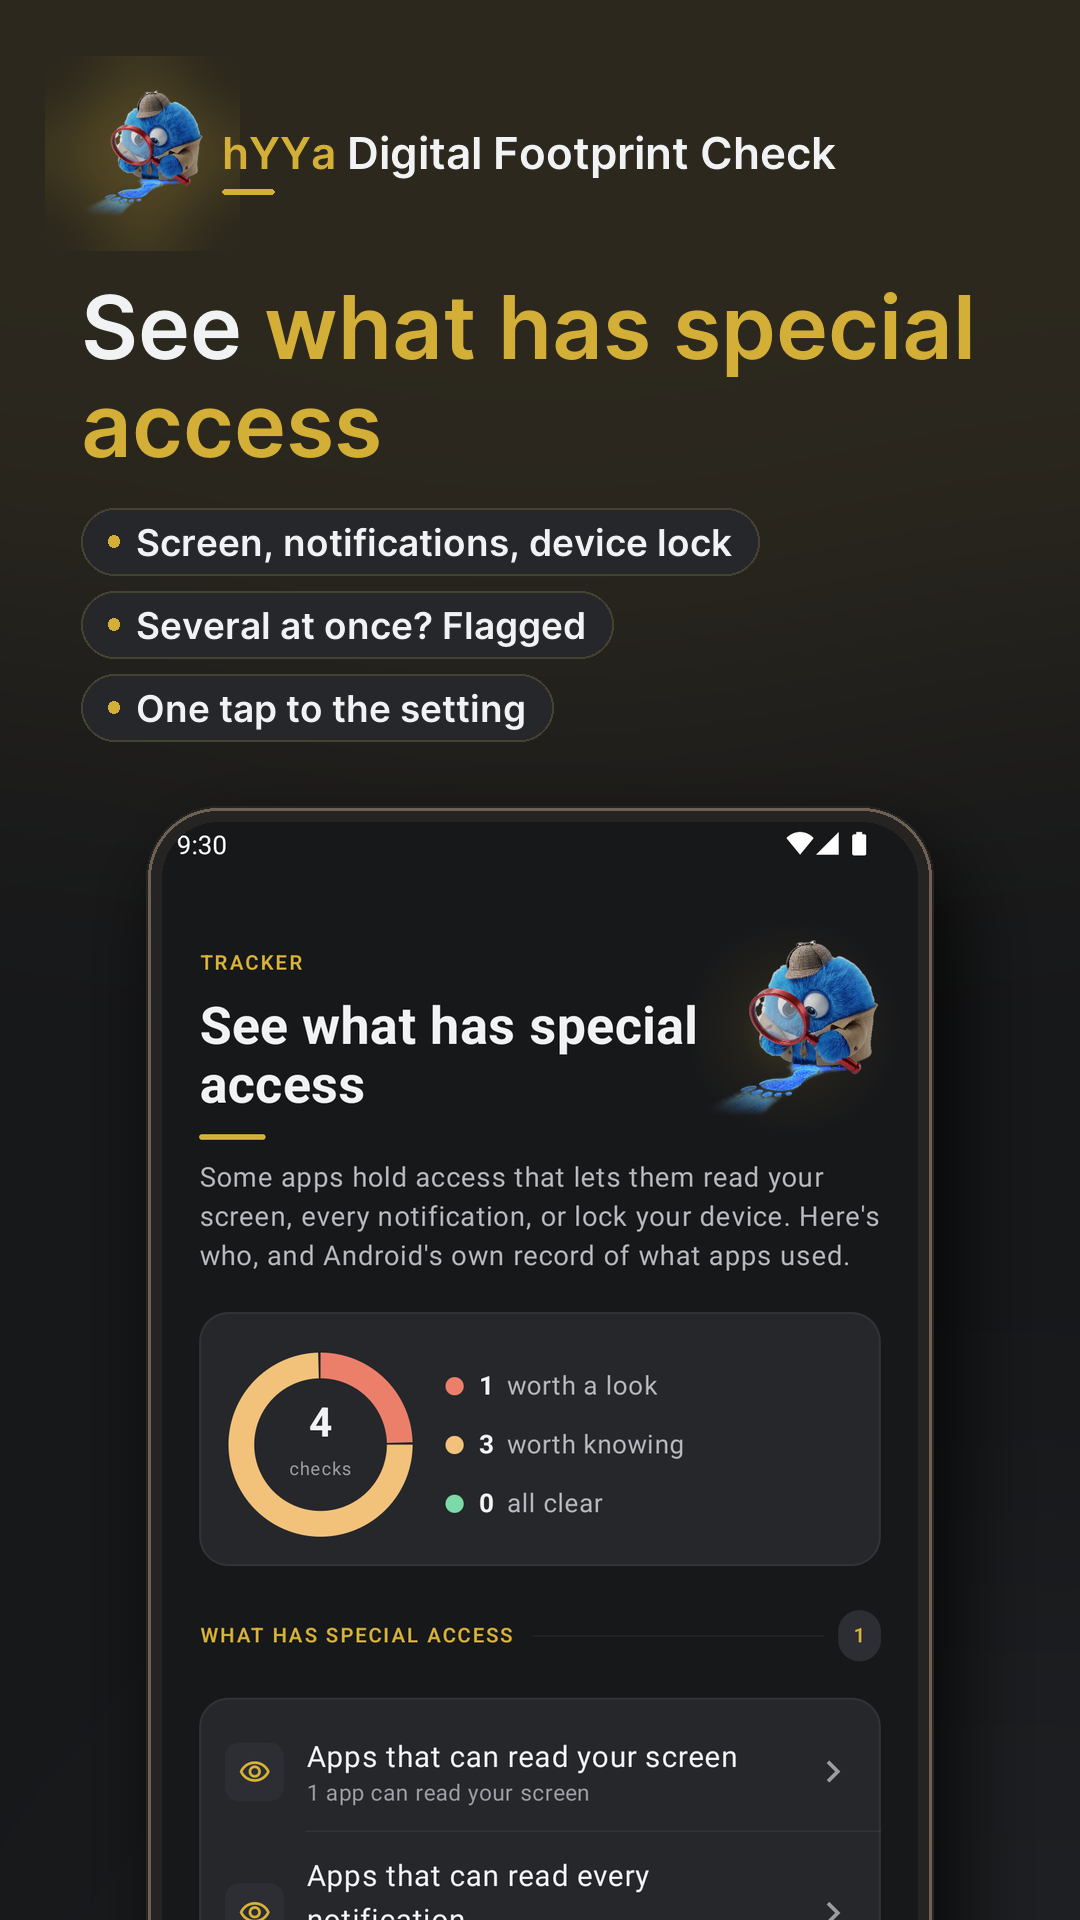 hYYa Digital Footprint Check
See what has special
access
Screen, notifications, device lock
Several at once? Flagged
One tap to the setting
9:30
TRACKER
See what has special
access
Some apps hold access that lets them read your
screen, every notification, or lock your device. Here's
who, and Android's own record of what apps used.
4
checks
1 worth a look
3 worth knowing
0 all clear
WHAT HAS SPECIAL ACCESS 1
Apps that can read your screen
1 app can read your screen
Apps that can read every
notification